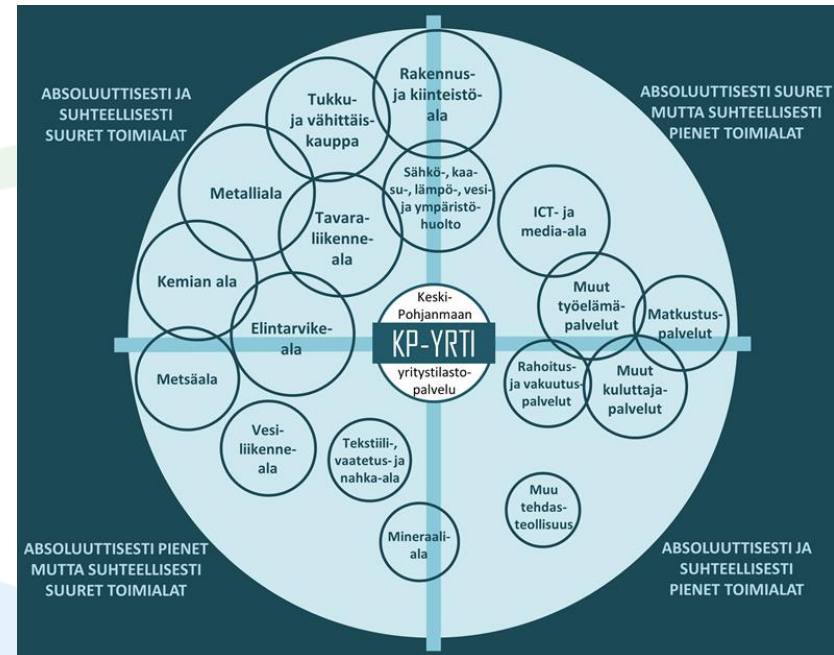 ABSOLUUTTISESTI JA
SUHTEELLISESTI
SUURET TOIMIALAT
ABSOLUUTTISESTI SUURET
MUTTA SUHTEELLISESTI
PIENET TOIMIALAT
Tukku-
ja vähittäis-
kauppa
Rakennus-
ja kiinteistö-
ala
Metalliala
Tavara-
liikenne-
ala
Sähkö-, kaa-
su-, lämpö-, vesi-
ja ympäristö-
huolto
ICT- ja
media-ala
Kemian ala
Elintarvike-
ala
Muut
työelämä-
palvelut
Matkustus-
palvelut
Keski-
Pohjanmaan
KP-YRTI
yritystilasto-
palvelu
Metsäala
Rahoitus-
ja vakuutus-
palvelut
Muut
kuluttaja-
palvelut
Vesi-
liikenne-
ala
Tekstiili-,
vaatetus- ja
nahka-ala
Mineraali-
ala
Muu
tehdas-
teollisuus
ABSOLUUTTISESTI PIENET
MUTTA SUHTEELLISESTI
SUURET TOIMIALAT
ABSOLUUTTISESTI JA
SUHTEELLISESTI
PIENET TOIMIALAT